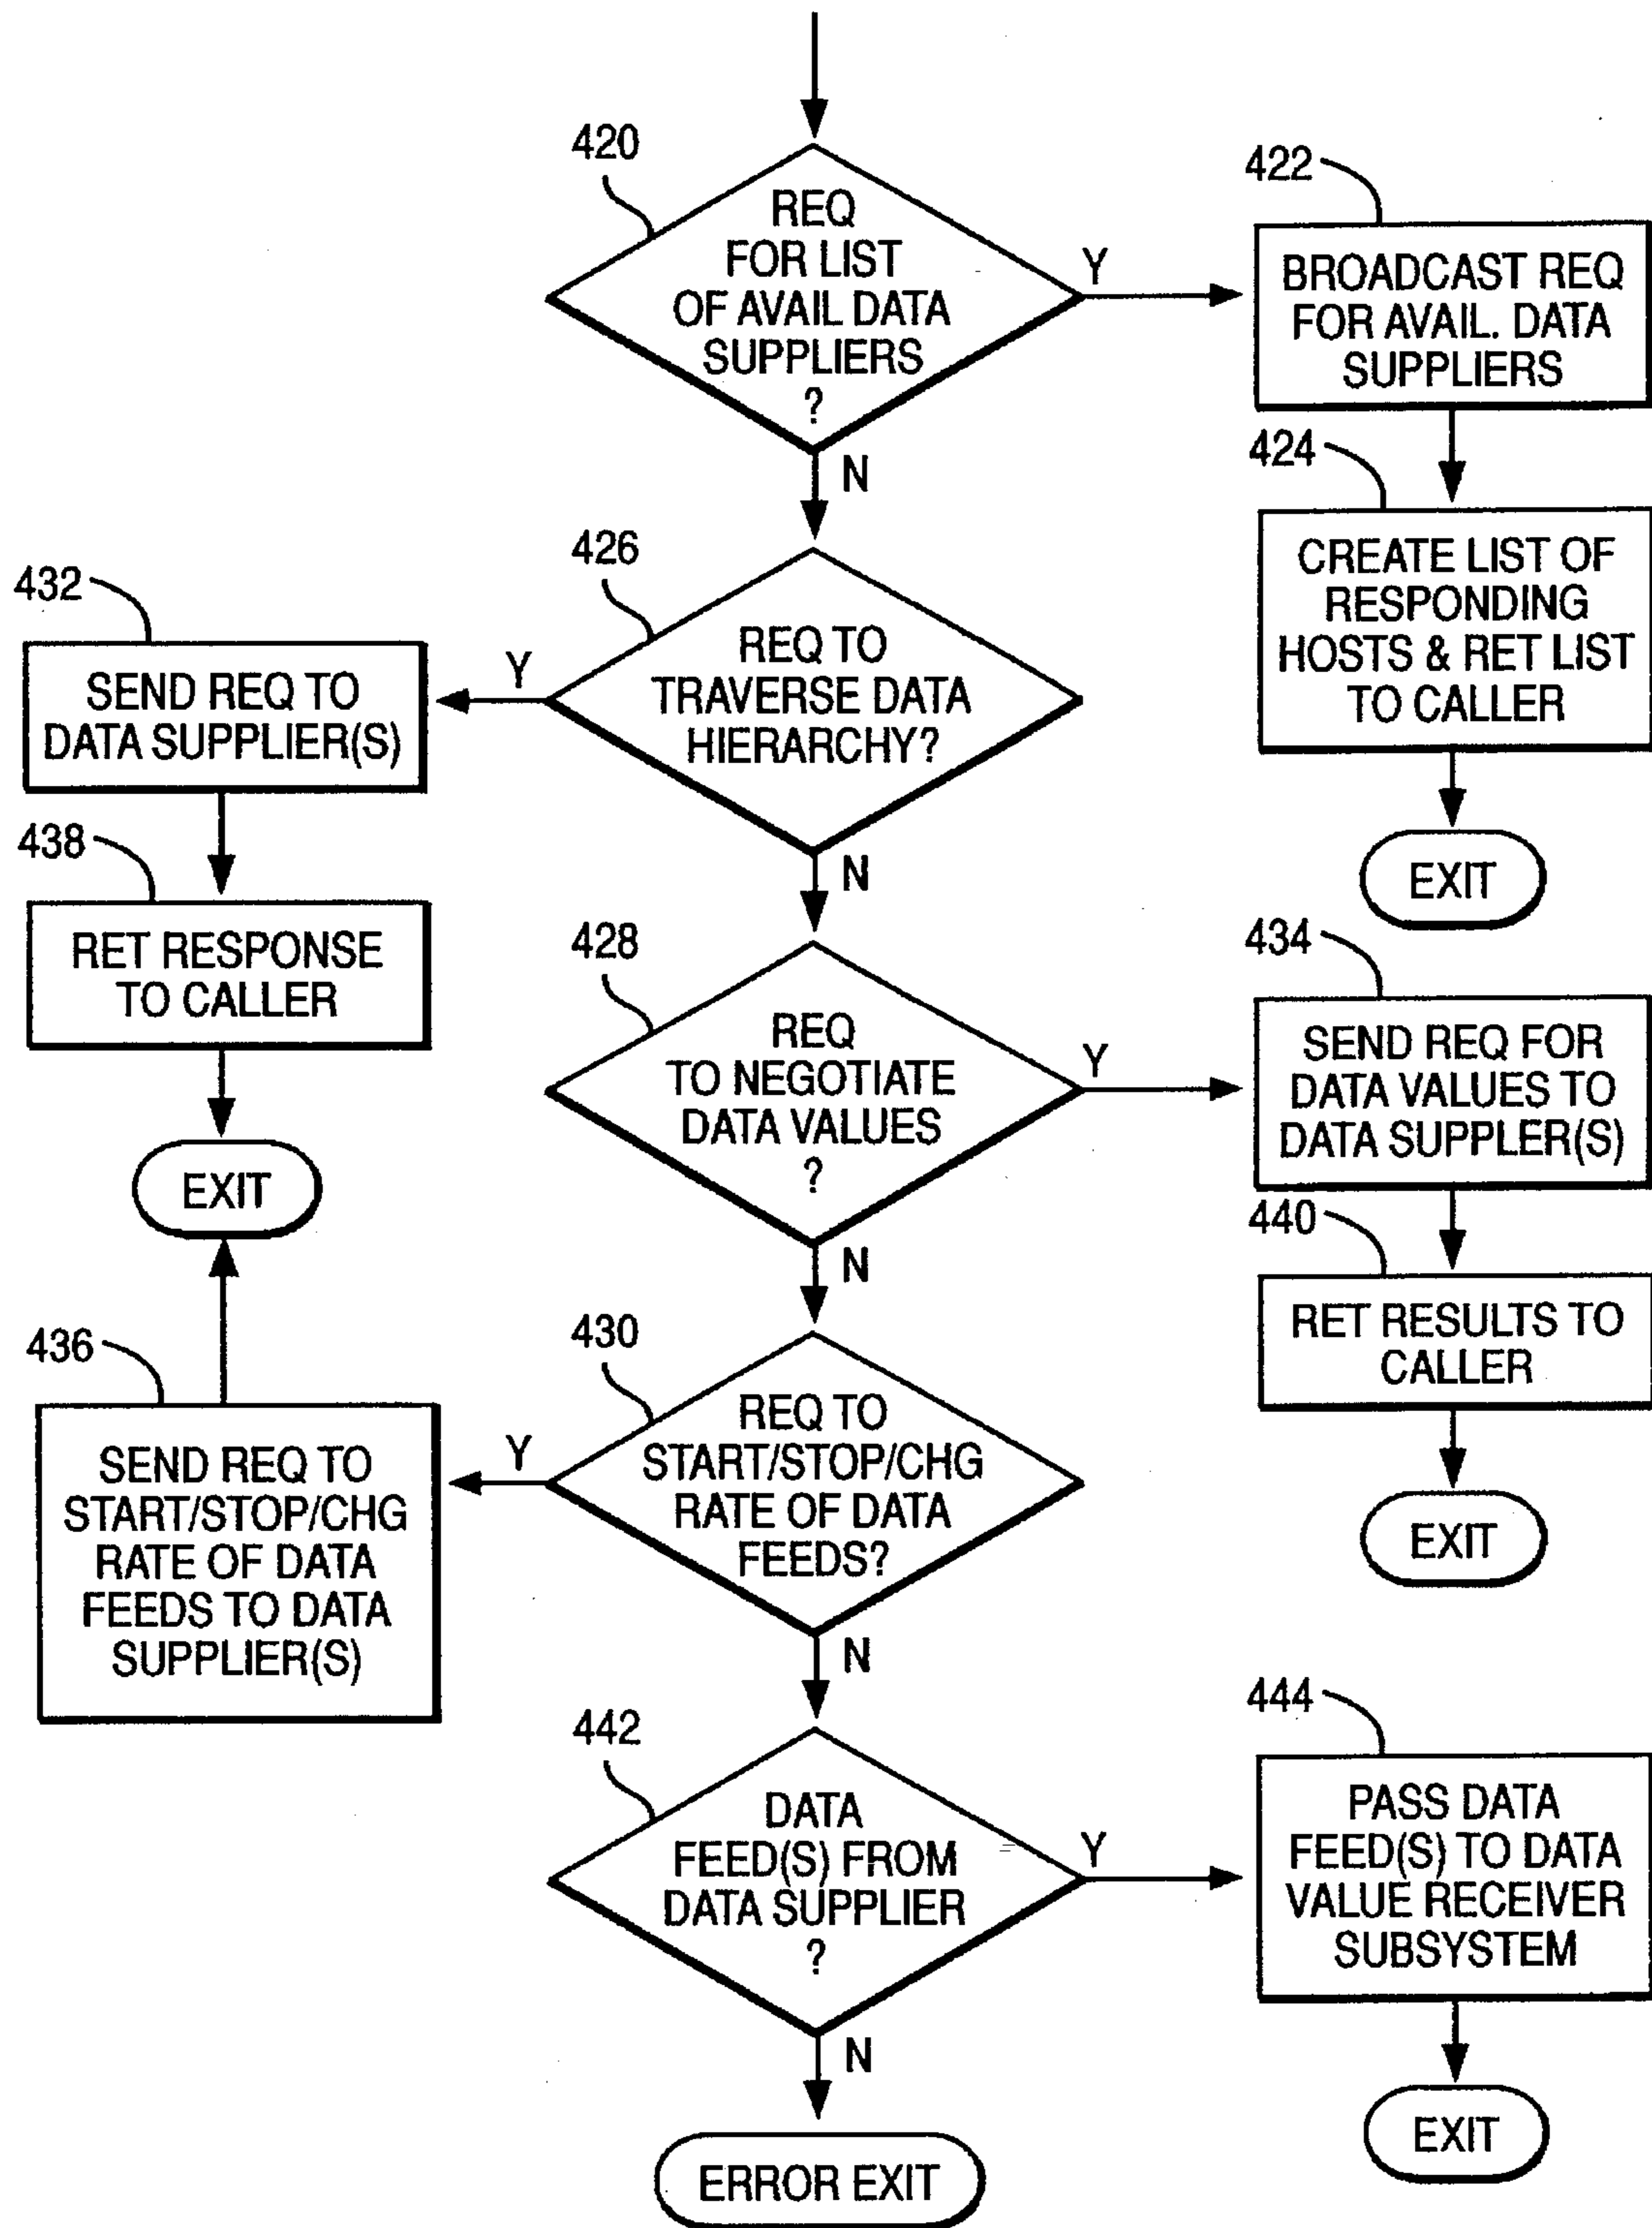 420
REQ
FOR LIST
OF AVAIL DATA
SUPPLIERS
?
Y
N
422
BROADCAST REQ
FOR AVAIL. DATA
SUPPLIERS
424
CREATE LIST OF
RESPONDING
HOSTS & RET LIST
TO CALLER
EXIT
426
REQ TO
TRAVERSE DATA
HIERARCHY?
Y
N
432
SEND REQ TO
DATA SUPPLIER(S)
438
RET RESPONSE
TO CALLER
EXIT
428
REQ
TO NEGOTIATE
DATA VALUES
?
Y
N
434
SEND REQ FOR
DATA VALUES TO
DATA SUPPLER(S)
440
RET RESULTS TO
CALLER
EXIT
430
REQ TO
START/STOP/CHG
RATE OF DATA
FEEDS?
Y
N
436
SEND REQ TO
START/STOP/CHG
RATE OF DATA
FEEDS TO DATA
SUPPLIER(S)
442
DATA
FEED(S) FROM
DATA SUPPLIER
?
Y
N
444
PASS DATA
FEED(S) TO DATA
VALUE RECEIVER
SUBSYSTEM
EXIT
ERROR EXIT